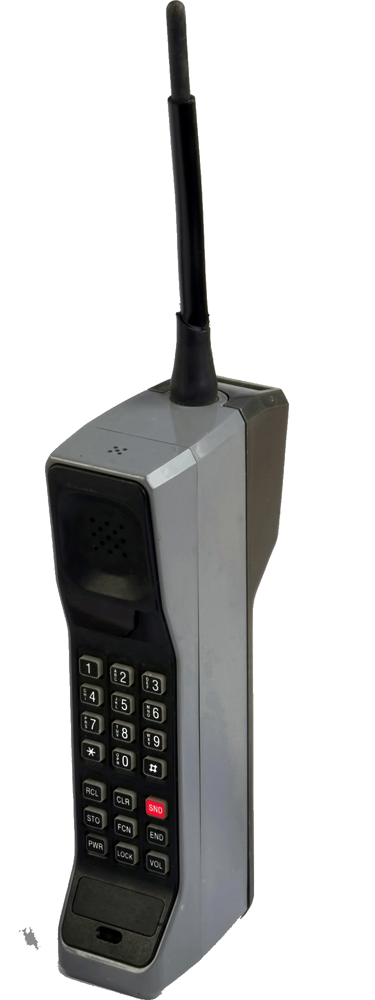 1 ABC 2 DEF 3
GHI 4 JKL 5 MNO 6
PRS 7 TUV 8 WXY 9
* OPR 0 #
RCL CLR SND
STO FCN END
PWR LOCK VOL